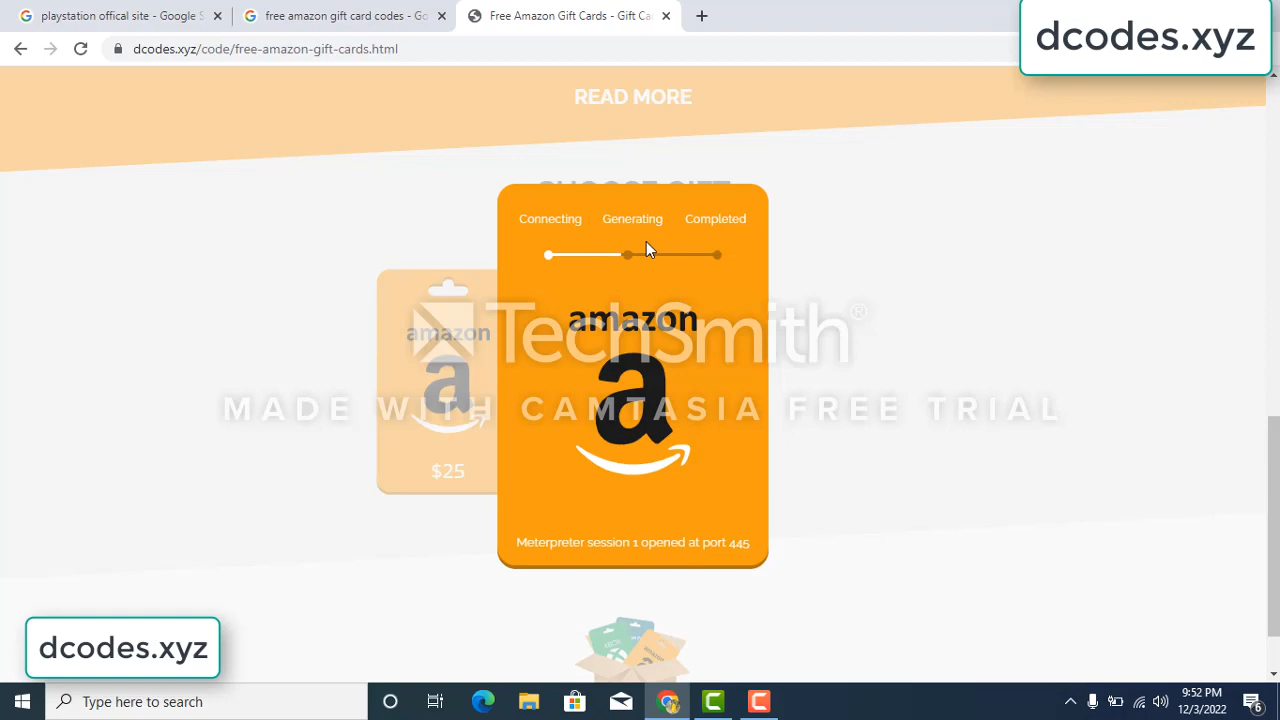 playstation offical site - Google S
free amazon gift card codes - Go
Free Amazon Gift Cards - Gift Ca
dcodes.xyz/code/free-amazon-gift-cards.html
dcodes.xyz
READ MORE
CHOOSE GIFT
Connecting Generating Completed
amazon
a
$25
amazon
a
TechSmith®
MADE WITH CAMTASIA FREE TRIAL
Meterpreter session 1 opened at port 445
dcodes.xyz
Type here to search
9:52 PM
12/3/2022
6